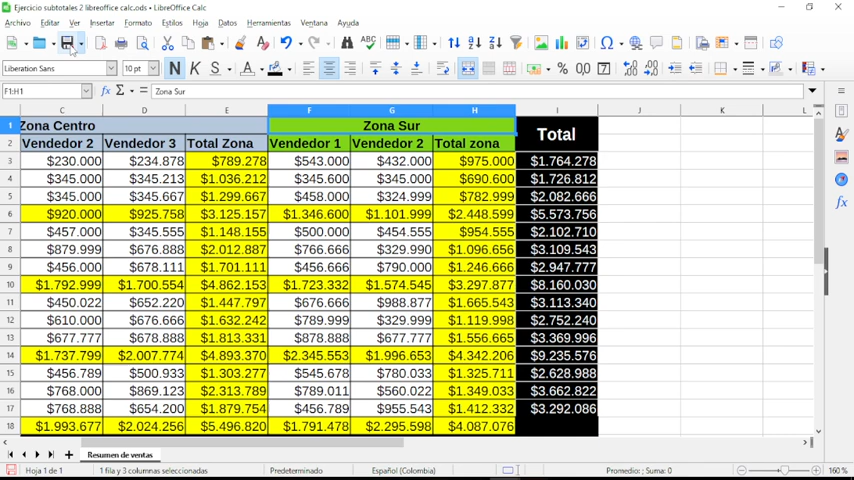 Ejercicio subtotales 2 libreoffice calc.ods • LibreOffice Calc
Archivo Editar Ver Insertar Formato Estilos Hoja Datos Herramientas Ventana Ayuda
Liberation Sans 10 pt N K S
F1:H1 fx Σ = Zona Sur
C D E F G H I J K L
1 Zona Centro Zona Sur Total
2 Vendedor 2 Vendedor 3 Total Zona Vendedor 1 Vendedor 2 Total zona
3 $230.000 $234.878 $789.278 $543.000 $432.000 $975.000 $1.764.278
4 $345.000 $345.213 $1.036.212 $345.600 $345.000 $690.600 $1.726.812
5 $345.000 $345.667 $1.299.667 $458.000 $324.999 $782.999 $2.082.666
6 $920.000 $925.758 $3.125.157 $1.346.600 $1.101.999 $2.448.599 $5.573.756
7 $457.000 $345.555 $1.148.155 $500.000 $454.555 $954.555 $2.102.710
8 $879.999 $676.888 $2.012.887 $766.666 $329.990 $1.096.656 $3.109.543
9 $456.000 $678.111 $1.701.111 $456.666 $790.000 $1.246.666 $2.947.777
10 $1.792.999 $1.700.554 $4.862.153 $1.723.332 $1.574.545 $3.297.877 $8.160.030
11 $450.022 $652.220 $1.447.797 $676.666 $988.877 $1.665.543 $3.113.340
12 $610.000 $676.666 $1.632.242 $789.999 $329.999 $1.119.998 $2.752.240
13 $677.777 $678.888 $1.813.331 $878.888 $677.777 $1.556.665 $3.369.996
14 $1.737.799 $2.007.774 $4.893.370 $2.345.553 $1.996.653 $4.342.206 $9.235.576
15 $456.789 $500.933 $1.303.277 $545.678 $780.033 $1.325.711 $2.628.988
16 $768.000 $869.123 $2.313.789 $789.011 $560.022 $1.349.033 $3.662.822
17 $768.888 $654.200 $1.879.754 $456.789 $955.543 $1.412.332 $3.292.086
18 $1.993.677 $2.024.256 $5.496.820 $1.791.478 $2.295.598 $4.087.076
Resumen de ventas
Hoja 1 de 1 1 fila y 3 columnas seleccionadas Predeterminado Español (Colombia) Promedio: ; Suma: 0 160 %